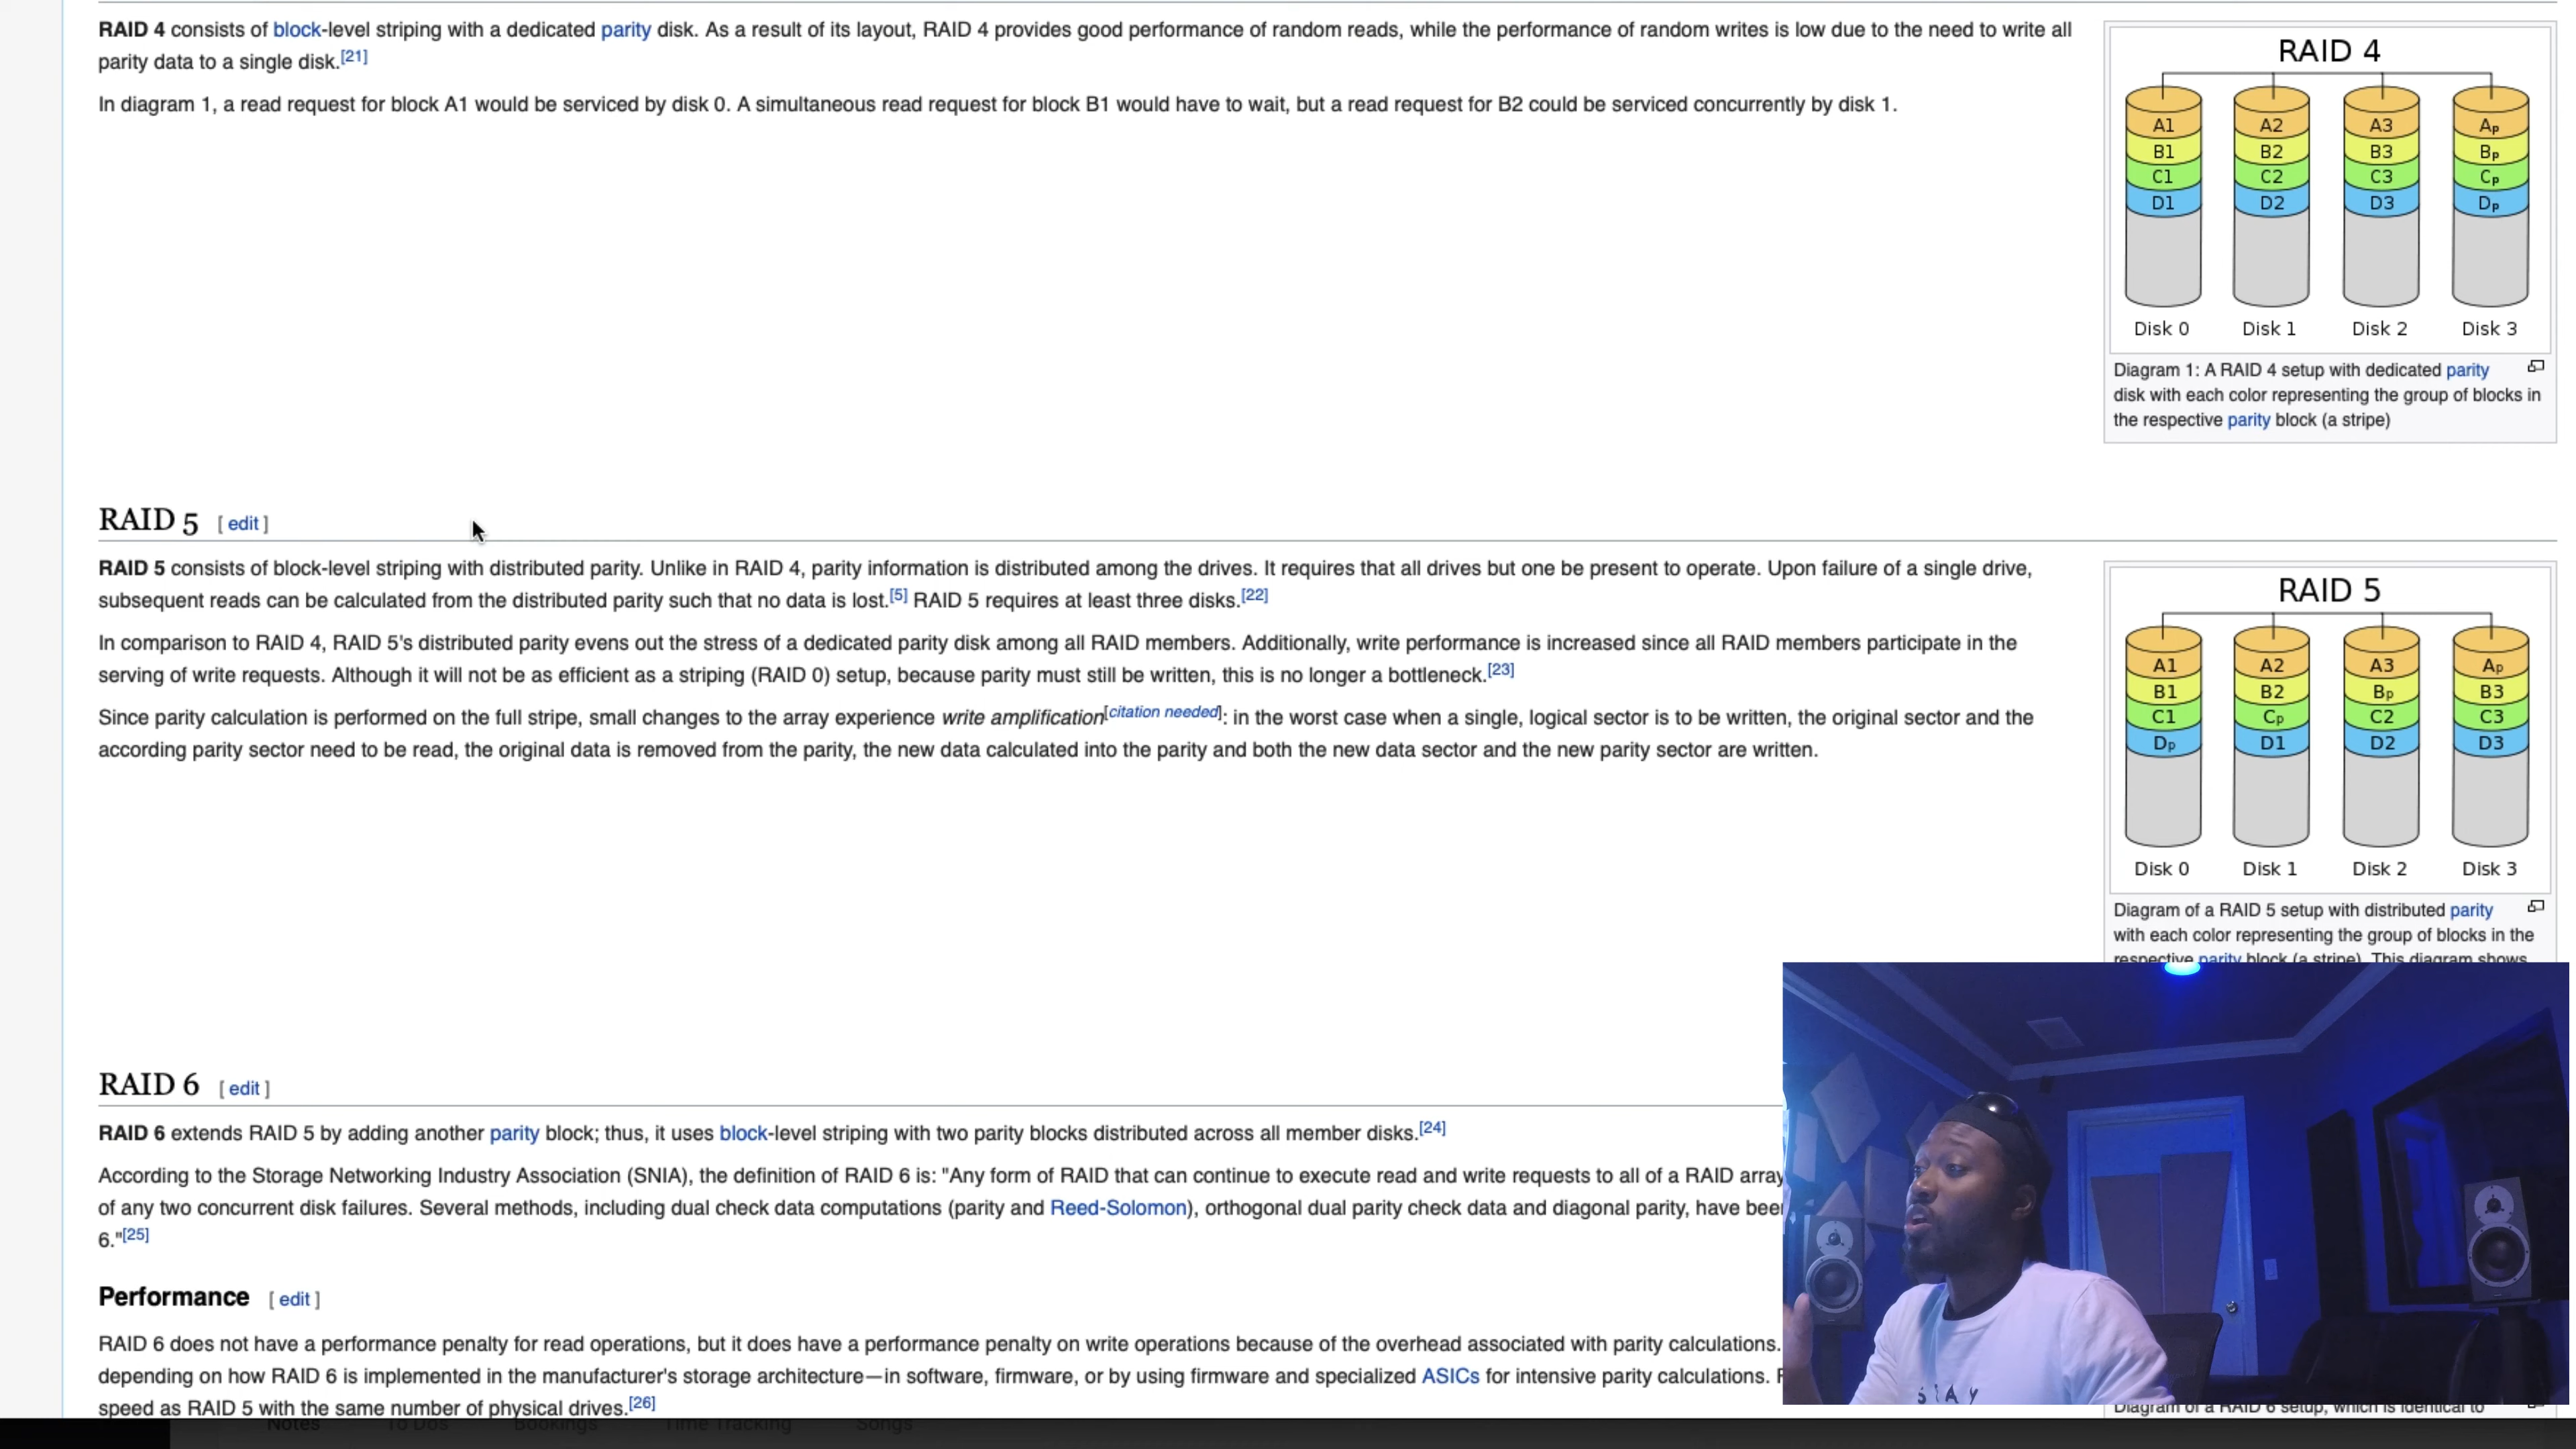 RAID 4 consists of block-level striping with a dedicated parity disk. As a result of its layout, RAID 4 provides good performance of random reads, while the performance of random writes is low due to the need to write all
parity data to a single disk.[21]
In diagram 1, a read request for block A1 would be serviced by disk 0. A simultaneous read request for block B1 would have to wait, but a read request for B2 could be serviced concurrently by disk 1.
RAID 4
A1 A2 A3 Ap
B1 B2 B3 Bp
C1 C2 C3 Cp
D1 D2 D3 Dp
Disk 0 Disk 1 Disk 2 Disk 3
Diagram 1: A RAID 4 setup with dedicated parity
disk with each color representing the group of blocks in
the respective parity block (a stripe)
RAID 5 [ edit ]
RAID 5 consists of block-level striping with distributed parity. Unlike in RAID 4, parity information is distributed among the drives. It requires that all drives but one be present to operate. Upon failure of a single drive,
subsequent reads can be calculated from the distributed parity such that no data is lost.[5] RAID 5 requires at least three disks.[22]
In comparison to RAID 4, RAID 5's distributed parity evens out the stress of a dedicated parity disk among all RAID members. Additionally, write performance is increased since all RAID members participate in the
serving of write requests. Although it will not be as efficient as a striping (RAID 0) setup, because parity must still be written, this is no longer a bottleneck.[23]
Since parity calculation is performed on the full stripe, small changes to the array experience write amplification[citation needed]: in the worst case when a single, logical sector is to be written, the original sector and the
according parity sector need to be read, the original data is removed from the parity, the new data calculated into the parity and both the new data sector and the new parity sector are written.
RAID 5
A1 A2 A3 Ap
B1 B2 Bp B3
C1 Cp C2 C3
Dp D1 D2 D3
Disk 0 Disk 1 Disk 2 Disk 3
Diagram of a RAID 5 setup with distributed parity
with each color representing the group of blocks in the
respective parity block (a stripe). This diagram shows
RAID 6 [ edit ]
RAID 6 extends RAID 5 by adding another parity block; thus, it uses block-level striping with two parity blocks distributed across all member disks.[24]
According to the Storage Networking Industry Association (SNIA), the definition of RAID 6 is: "Any form of RAID that can continue to execute read and write requests to all of a RAID array
of any two concurrent disk failures. Several methods, including dual check data computations (parity and Reed-Solomon), orthogonal dual parity check data and diagonal parity, have
6."[25]
Performance [ edit ]
RAID 6 does not have a performance penalty for read operations, but it does have a performance penalty on write operations because of the overhead associated with parity calculations.
depending on how RAID 6 is implemented in the manufacturer's storage architecture—in software, firmware, or by using firmware and specialized ASICs for intensive parity calculations.
speed as RAID 5 with the same number of physical drives.[26]
Diagram of a RAID 6 setup, which is identical to
STAY
Notes To Dos Bookings Time Tracking Songs